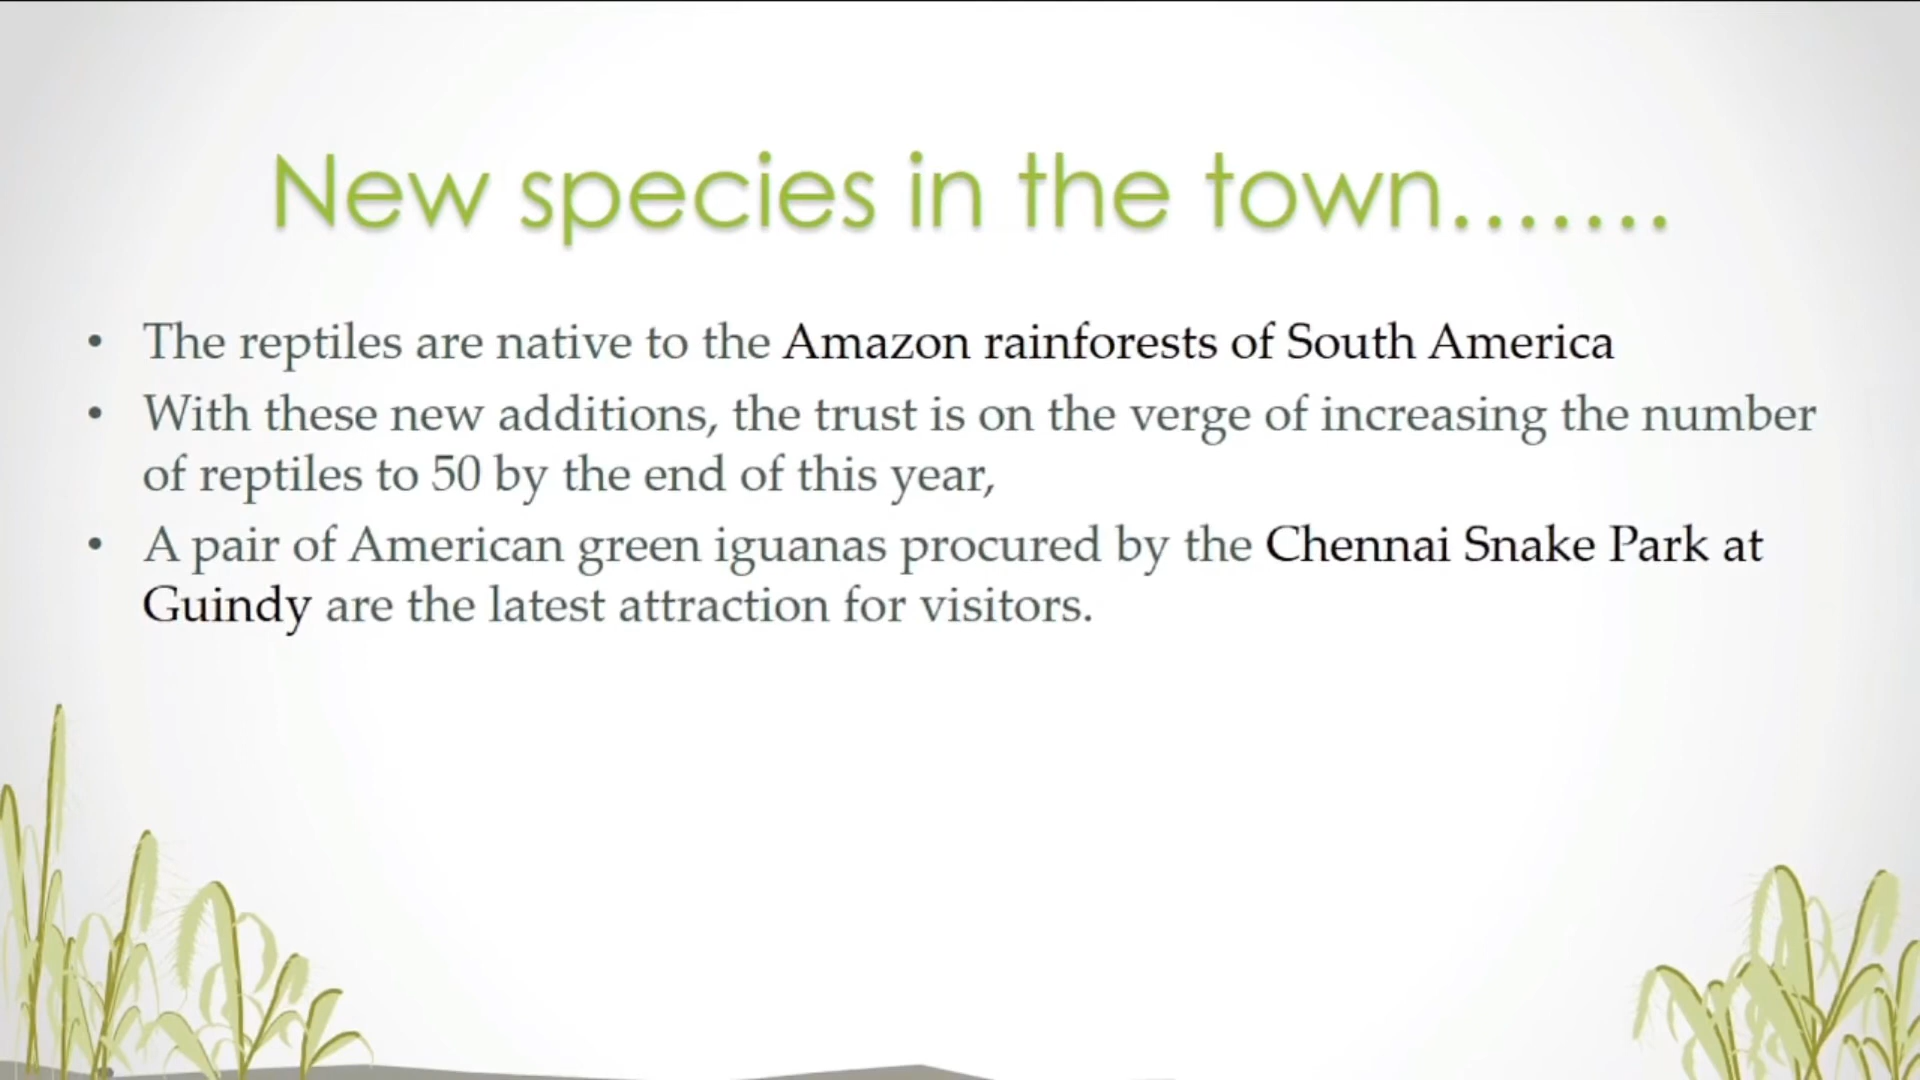 New species in the town.......
• The reptiles are native to the Amazon rainforests of South America
• With these new additions, the trust is on the verge of increasing the number
of reptiles to 50 by the end of this year,
• A pair of American green iguanas procured by the Chennai Snake Park at
Guindy are the latest attraction for visitors.